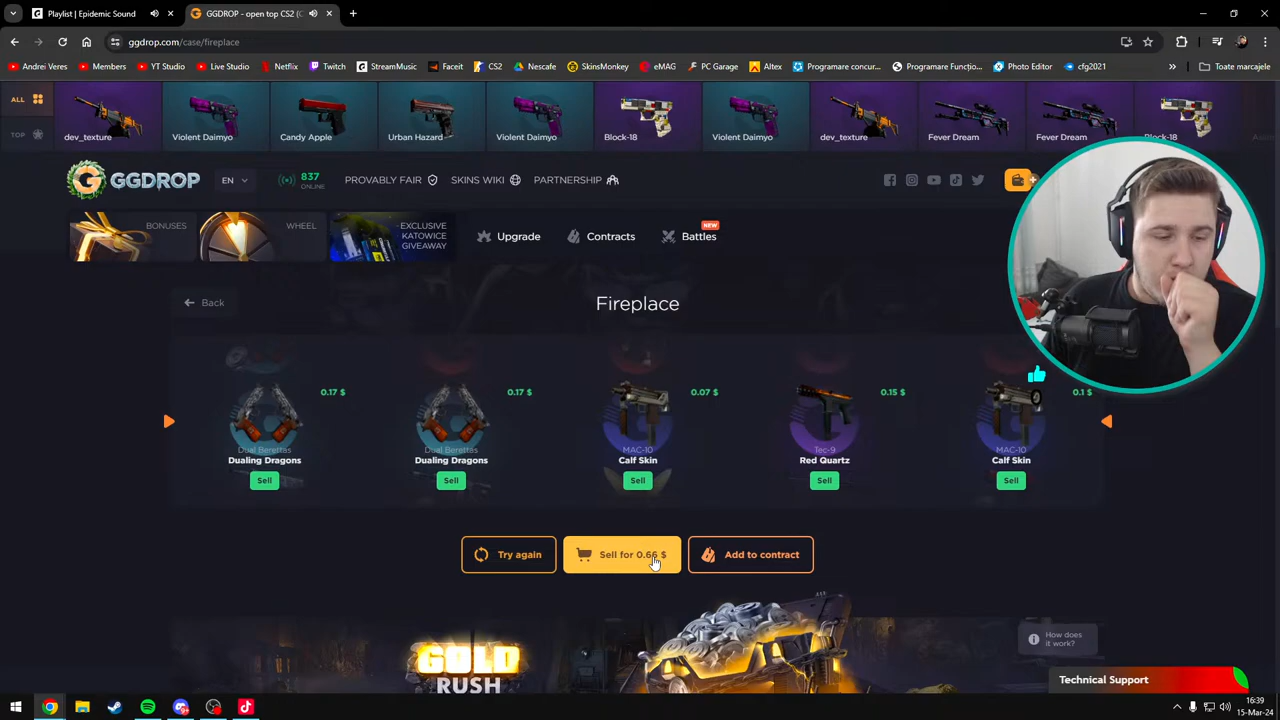 Playlist | Epidemic Sound
GGDROP - open top CS2 (C
ggdrop.com/case/fireplace
Andrei Veres
Members
YT Studio
Live Studio
Netflix
Twitch
StreamMusic
Faceit
CS2
Nescafe
SkinsMonkey
eMAG
PC Garage
Altex
Programare concur...
Programare Funcțio...
Photo Editor
cfg2021
Toate marcajele
ALL
TOP
dev_texture
Violent Daimyo
Candy Apple
Urban Hazard
Violent Daimyo
Block-18
Violent Daimyo
dev_texture
Fever Dream
Fever Dream
Block-18
GGDROP
EN
837
ONLINE
PROVABLY FAIR
SKINS WIKI
PARTNERSHIP
BONUSES
WHEEL
EXCLUSIVE
KATOWICE
GIVEAWAY
Upgrade
Contracts
Battles
NEW
Back
Fireplace
0.17 $
0.17 $
0.07 $
0.15 $
0.1 $
Dual Berettas
Dualing Dragons
Sell
Dual Berettas
Dualing Dragons
Sell
MAC-10
Calf Skin
Sell
Tec-9
Red Quartz
Sell
MAC-10
Calf Skin
Sell
Try again
Sell for 0.66 $
Add to contract
GOLD
RUSH
How does
it work?
Technical Support
16:39
15-Mar-24